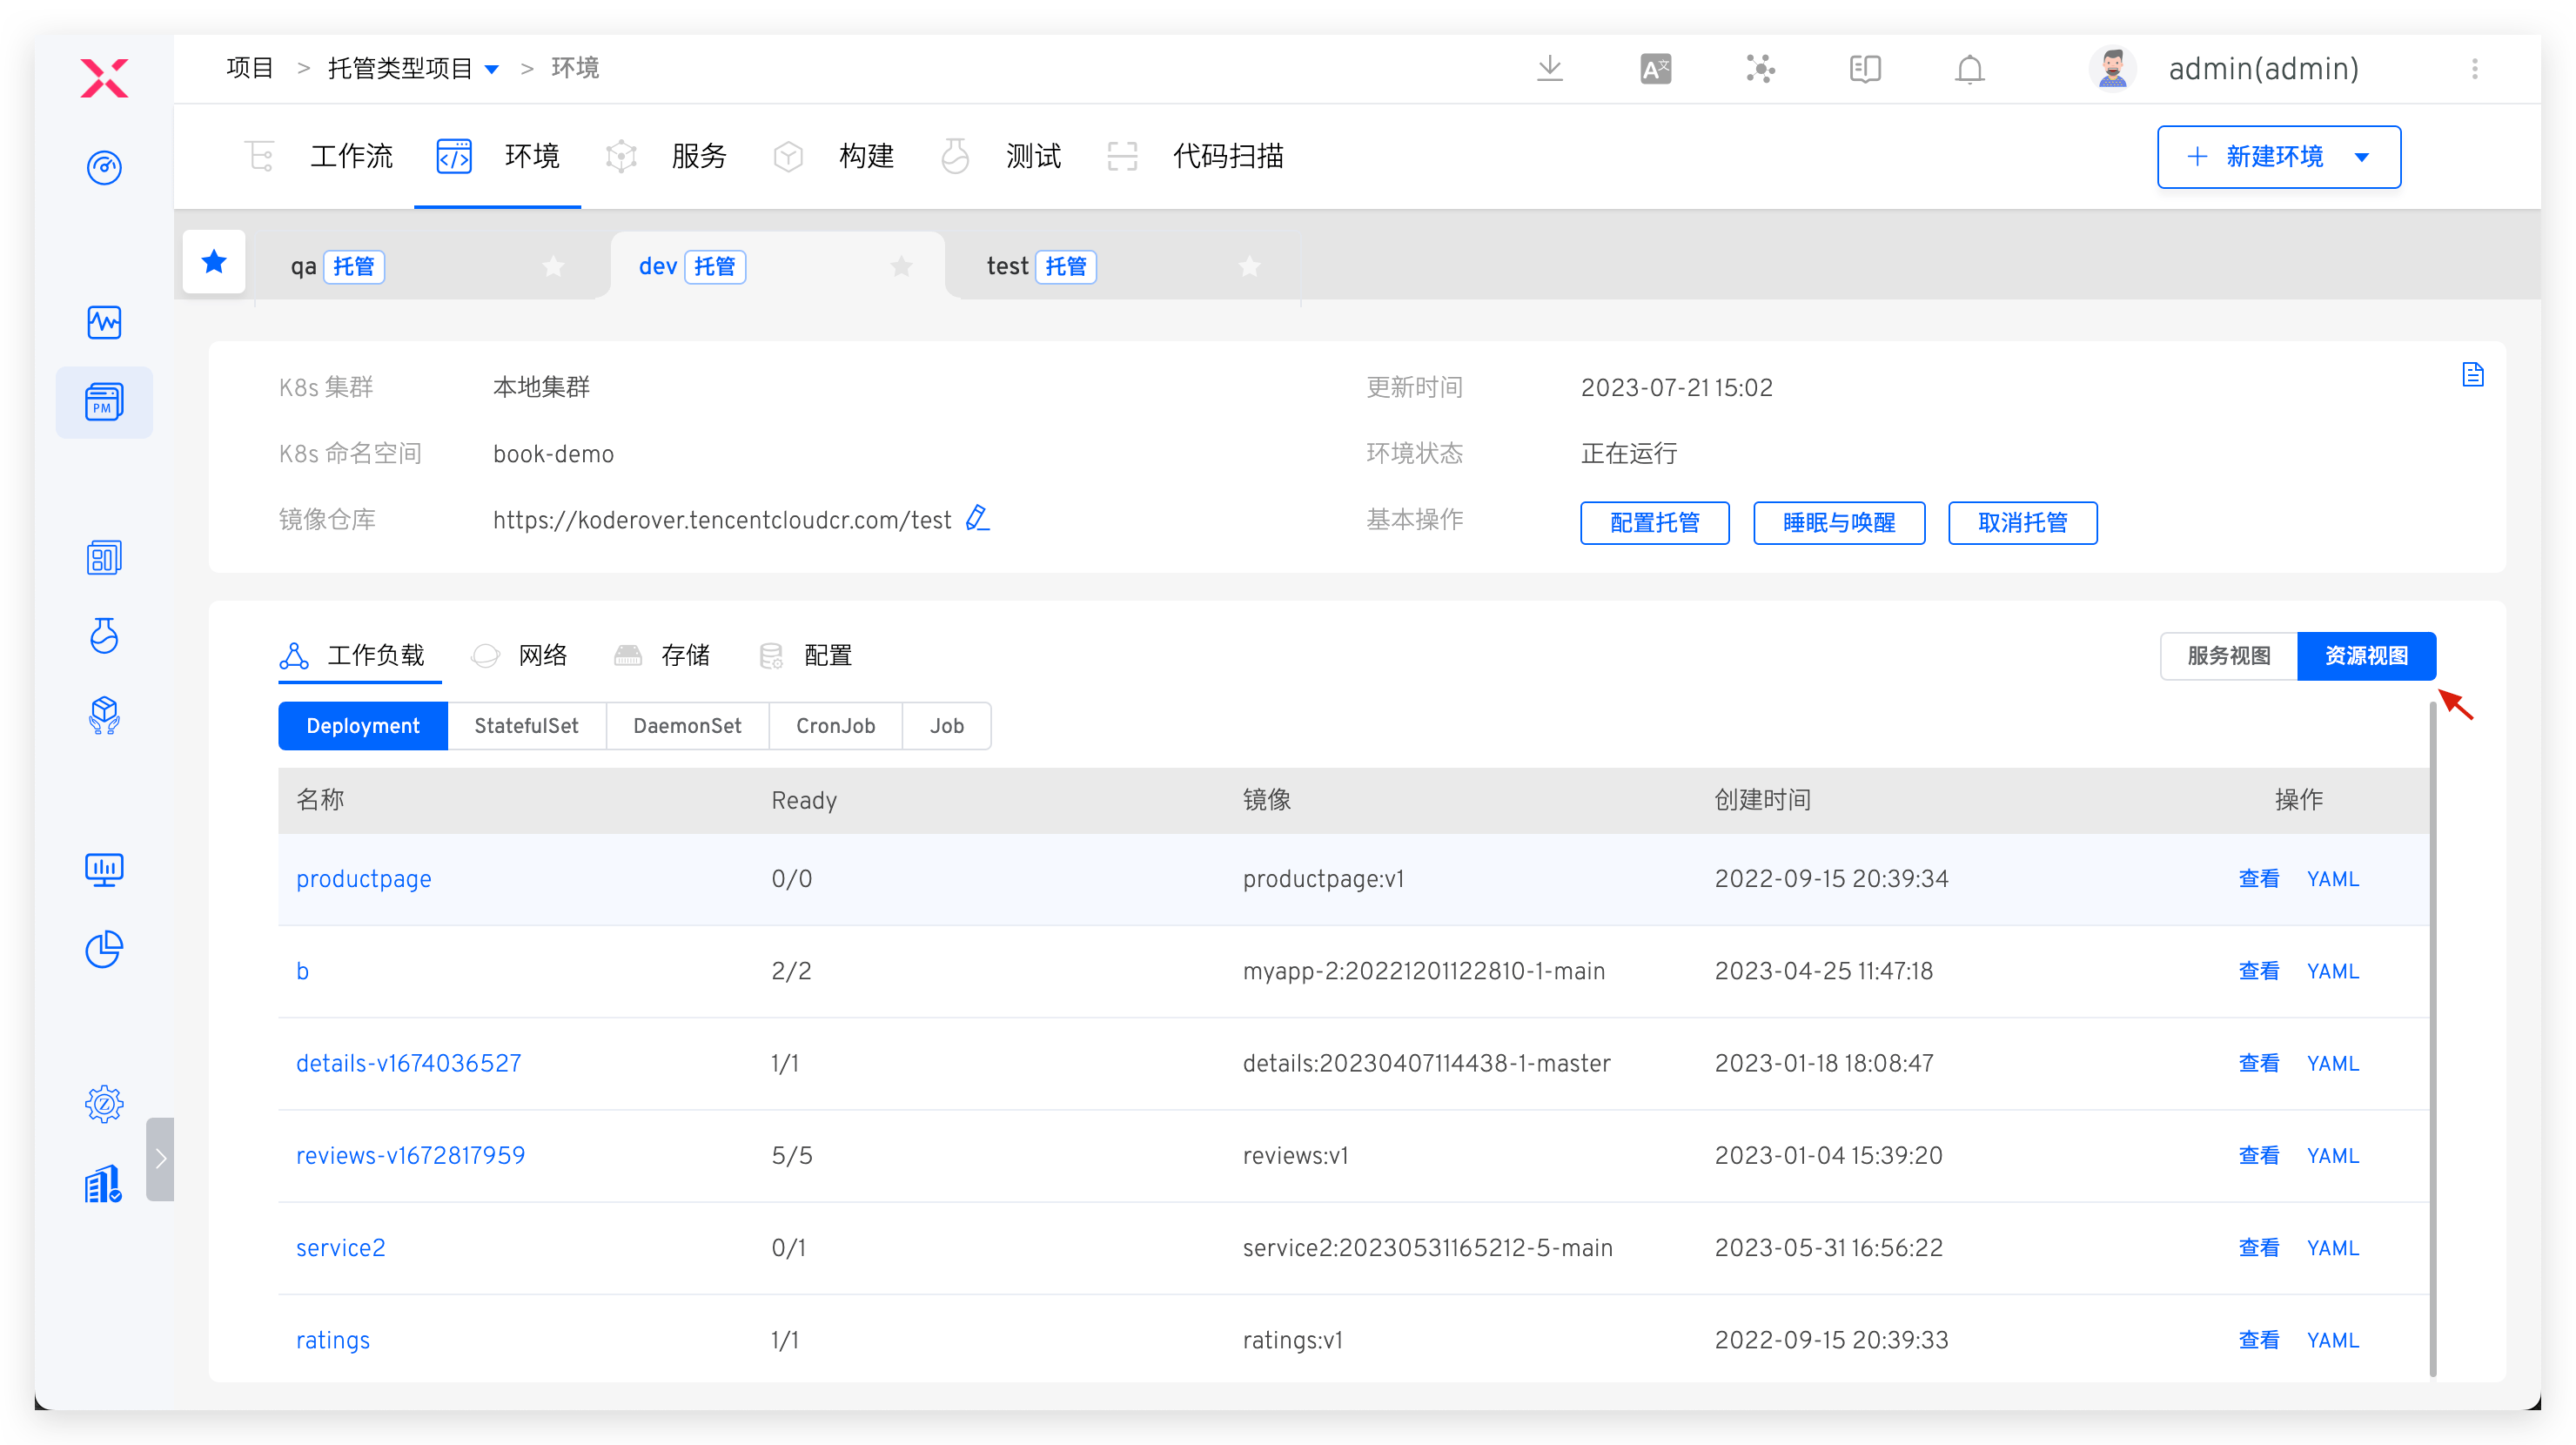 项目 > 托管类型项目 > 环境
admin(admin)
工作流 环境 服务 构建 测试 代码扫描
+ 新建环境
qa 托管 dev 托管 test 托管
PM
K8s 集群 本地集群 更新时间 2023-07-21 15:02
K8s 命名空间 book-demo 环境状态 正在运行
镜像仓库 https://koderover.tencentcloudcr.com/test 基本操作 配置托管 睡眠与唤醒 取消托管
工作负载 网络 存储 配置 服务视图 资源视图
Deployment StatefulSet DaemonSet CronJob Job
名称 Ready 镜像 创建时间 操作
productpage 0/0 productpage:v1 2022-09-15 20:39:34 查看 YAML
b 2/2 myapp-2:20221201122810-1-main 2023-04-25 11:47:18 查看 YAML
details-v1674036527 1/1 details:20230407114438-1-master 2023-01-18 18:08:47 查看 YAML
reviews-v1672817959 5/5 reviews:v1 2023-01-04 15:39:20 查看 YAML
service2 0/1 service2:20230531165212-5-main 2023-05-31 16:56:22 查看 YAML
ratings 1/1 ratings:v1 2022-09-15 20:39:33 查看 YAML